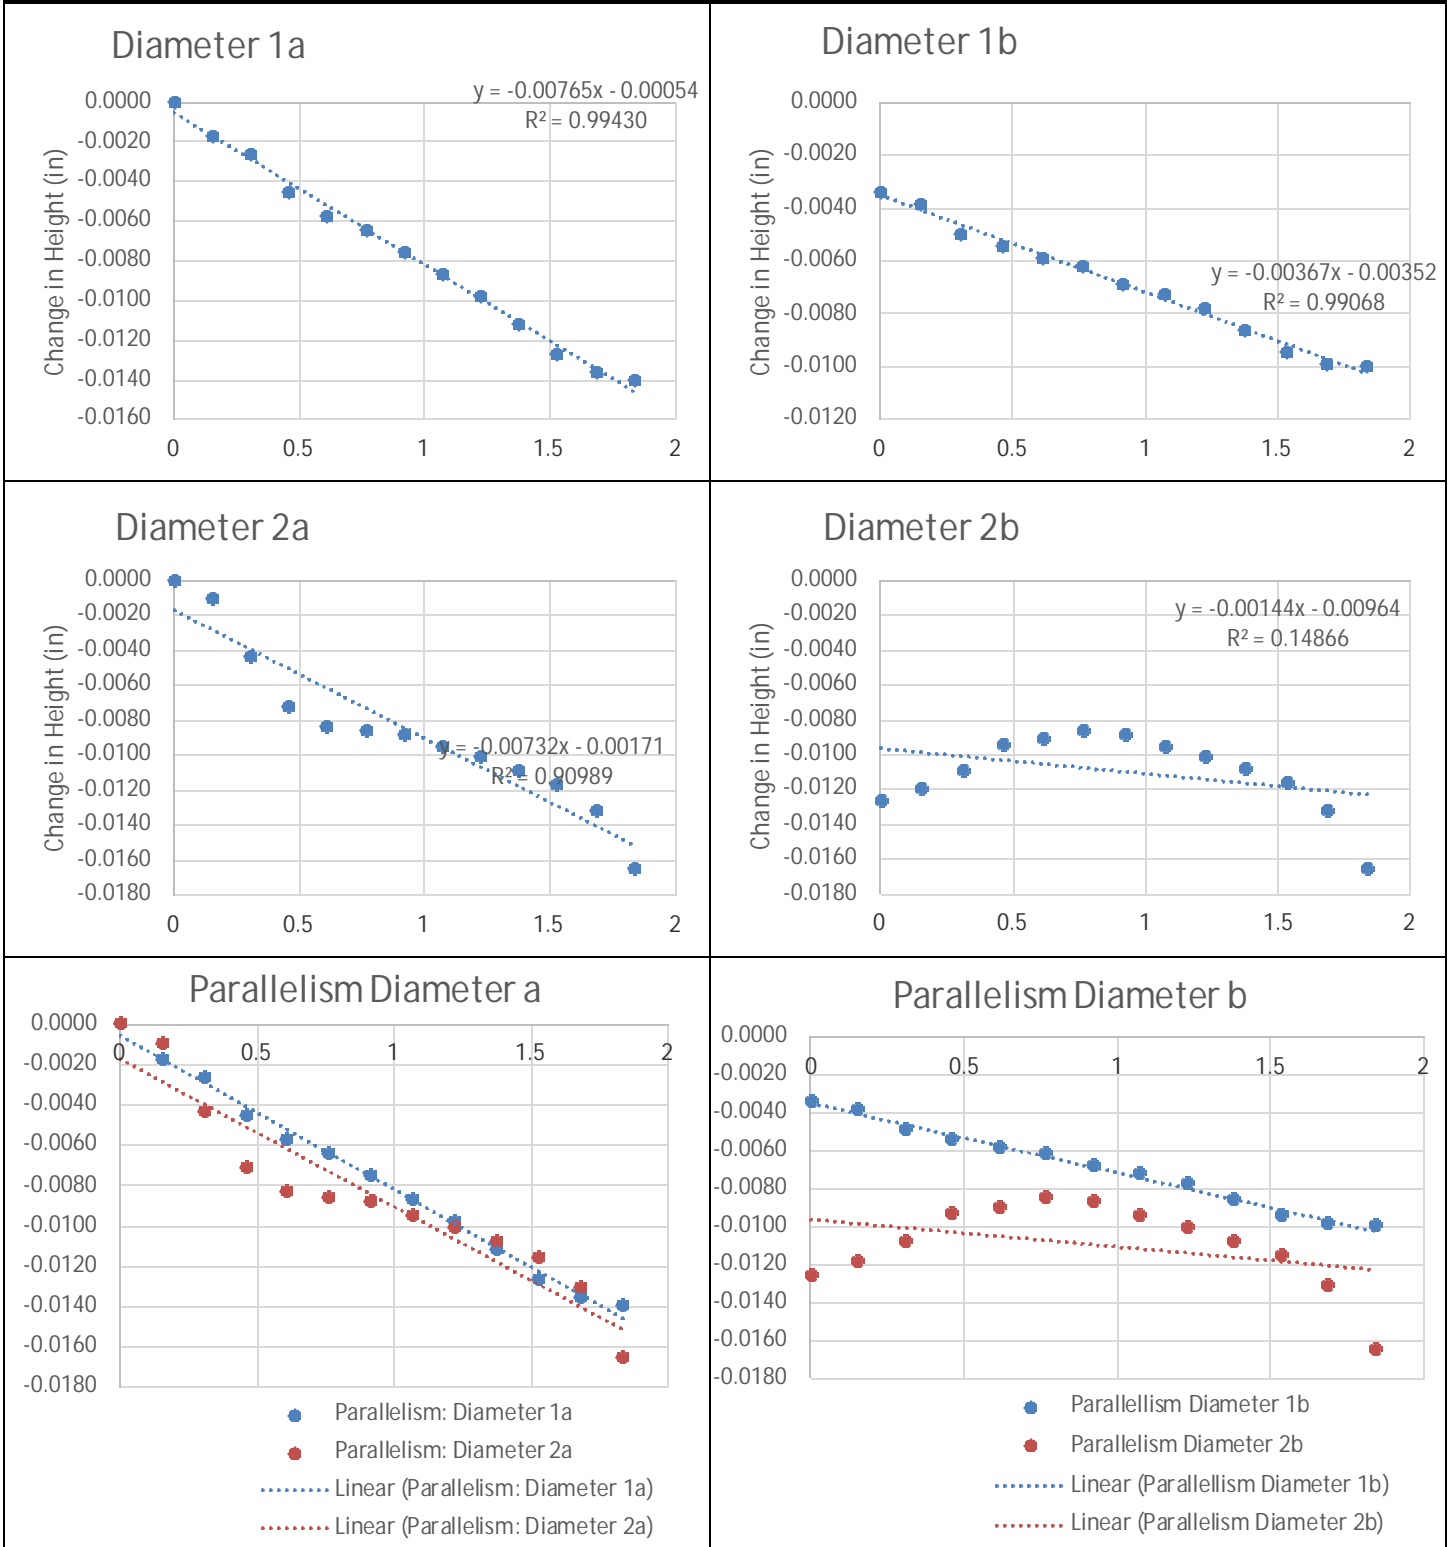 Diameter 1a
y = -0.00765x - 0.00054
R² = 0.99430
Change in Height (in)
0.0000
-0.0020
-0.0040
-0.0060
-0.0080
-0.0100
-0.0120
-0.0140
-0.0160
0 0.5 1 1.5 2
Diameter 1b
y = -0.00367x - 0.00352
R² = 0.99068
Change in Height (in)
0.0000
-0.0020
-0.0040
-0.0060
-0.0080
-0.0100
-0.0120
0 0.5 1 1.5 2
Diameter 2a
y = -0.00732x - 0.00171
R² = 0.90989
Change in Height (in)
0.0000
-0.0020
-0.0040
-0.0060
-0.0080
-0.0100
-0.0120
-0.0140
-0.0160
-0.0180
0 0.5 1 1.5 2
Diameter 2b
y = -0.00144x - 0.00964
R² = 0.14866
Change in Height (in)
0.0000
-0.0020
-0.0040
-0.0060
-0.0080
-0.0100
-0.0120
-0.0140
-0.0160
-0.0180
0 0.5 1 1.5 2
Parallelism Diameter a
0.0000
-0.0020
-0.0040
-0.0060
-0.0080
-0.0100
-0.0120
-0.0140
-0.0160
-0.0180
0 0.5 1 1.5 2
Parallelism: Diameter 1a
Parallelism: Diameter 2a
Linear (Parallelism: Diameter 1a)
Linear (Parallelism: Diameter 2a)
Parallelism Diameter b
0.0000
-0.0020
-0.0040
-0.0060
-0.0080
-0.0100
-0.0120
-0.0140
-0.0160
-0.0180
0 0.5 1 1.5 2
Parallellism Diameter 1b
Parallelism Diameter 2b
Linear (Parallellism Diameter 1b)
Linear (Parallelism Diameter 2b)